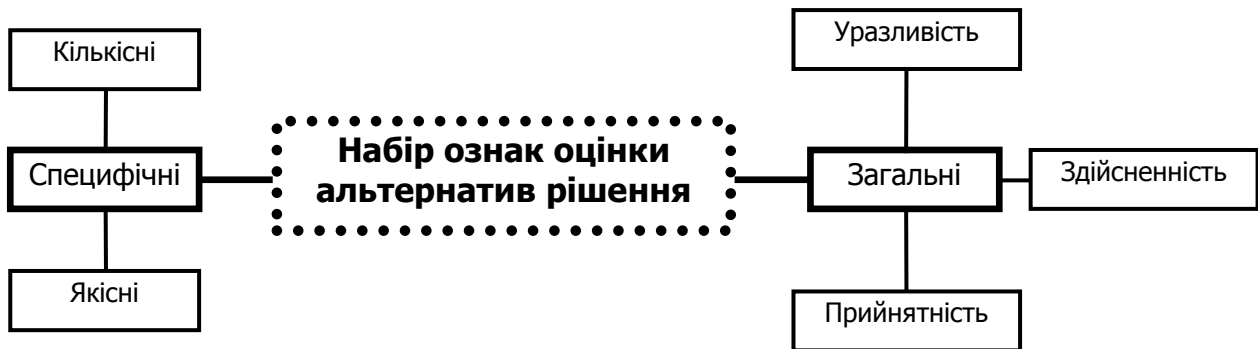 Кількісні
Уразливість
Набір ознак оцінки
альтернатив рішення
Специфічні
Загальні
Здійсненність
Якісні
Прийнятність